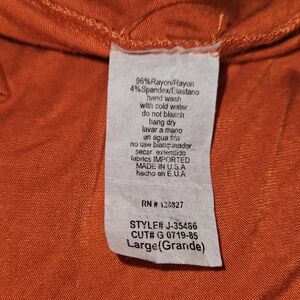 96%Rayon/Rayon
4%Spandex/Elastano
hand wash
with cold water
do not bleach
hang dry
lavar a mano
en agua fria
no use blanqueador
secar extendido
fabrics IMPORTED
MADE IN U.S.A
hecho en E.U.A
RN # 128827
STYLE# J-35486
CUT# G 0719-85
Large(Grande)